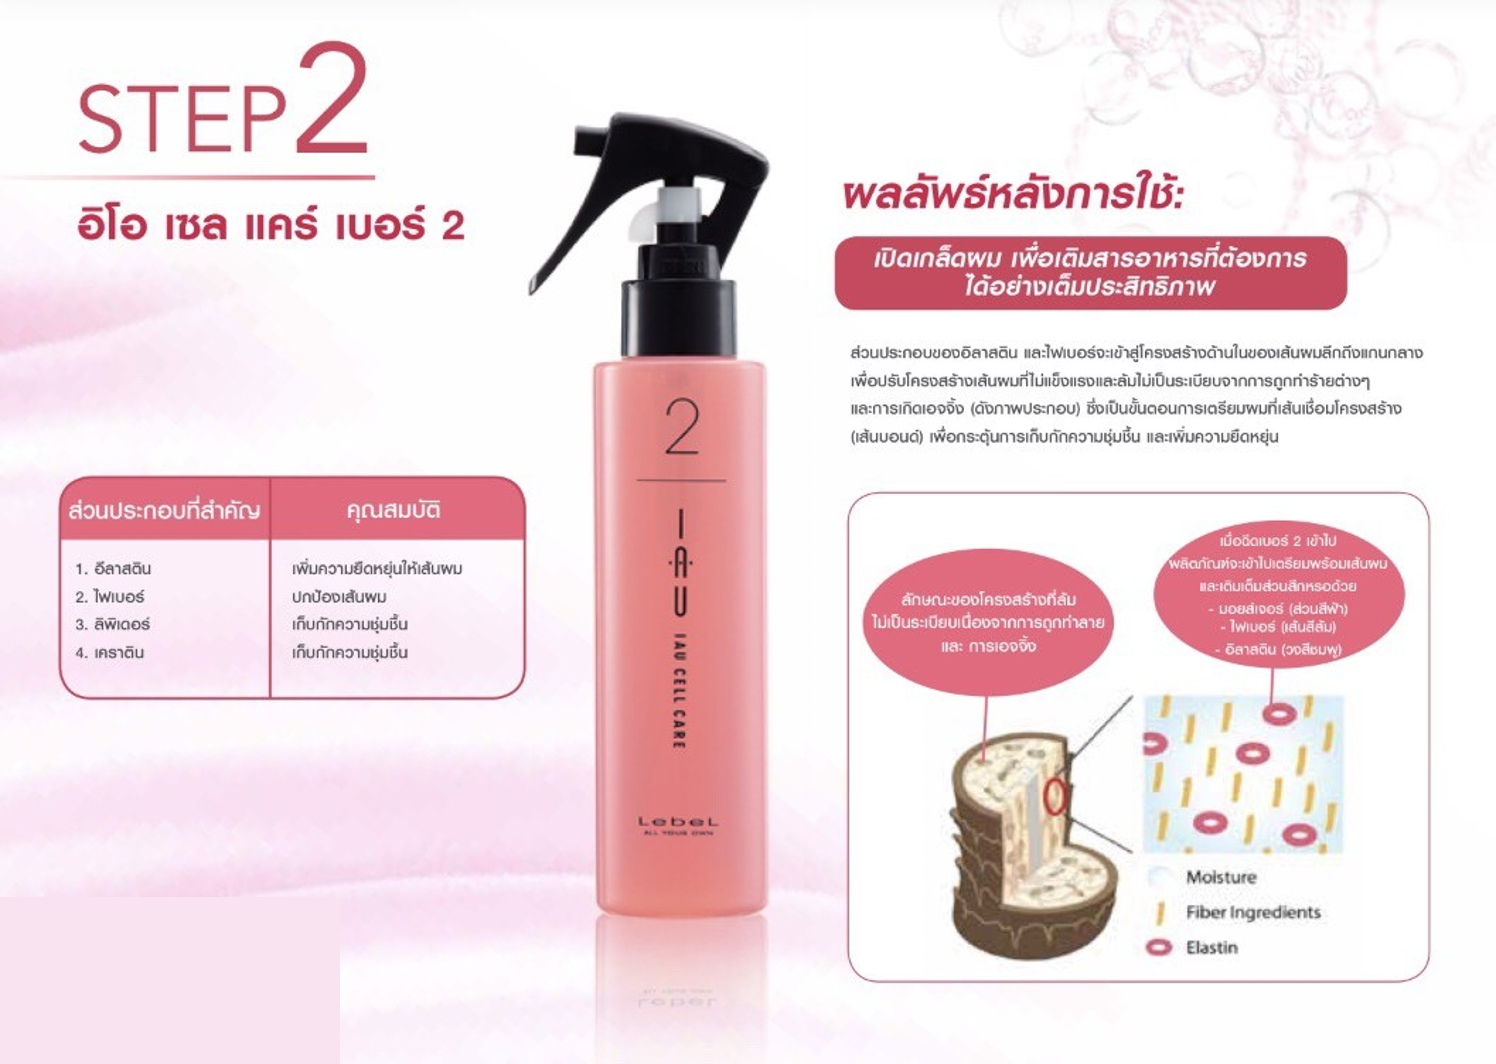 STEP2
อิโอ เซล แคร์ เบอร์ 2
ส่วนประกอบที่สำคัญ คุณสมบัติ
1. อีลาสติน เพิ่มความยืดหยุ่นให้เส้นผม
2. ไฟเบอร์ ปกป้องเส้นผม
3. ลิพิเดอร์ เก็บกักความชุ่มชื้น
4. เคราติน เก็บกักความชุ่มชื้น
2
IAU
IAU CELL CARE
LebeL
ALL YOUR OWN
ผลลัพธ์หลังการใช้:
เปิดเกล็ดผม เพื่อเติมสารอาหารที่ต้องการ
ได้อย่างเต็มประสิทธิภาพ
ส่วนประกอบของอิลาสติน และไฟเบอร์จะเข้าสู่โครงสร้างด้านในของเส้นผมลึกถึงแกนกลาง
เพื่อปรับโครงสร้างเส้นผมที่ไม่แข็งแรงและล้มไม่เป็นระเบียบจากการถูกทำร้ายต่างๆ
และการเกิดเอจจิ้ง (ดังภาพประกอบ) ซึ่งเป็นขั้นตอนการเตรียมผมที่เส้นเชื่อมโครงสร้าง
(เส้นบอนด์) เพื่อกระตุ้นการเก็บกักความชุ่มชื้น และเพิ่มความยืดหยุ่น
ลักษณะของโครงสร้างที่ล้ม
ไม่เป็นระเบียบเนื่องจากการถูกทำลาย
และ การเอจจิ้ง
เมื่อฉีดเบอร์ 2 เข้าไป
ผลิตภัณฑ์จะเข้าไปเตรียมพร้อมเส้นผม
และเติมเต็มส่วนสึกหรอด้วย
- มอยส์เจอร์ (ส่วนสีฟ้า)
- ไฟเบอร์ (เส้นสีส้ม)
- อิลาสติน (วงสีชมพู)
Moisture
Fiber Ingredients
Elastin